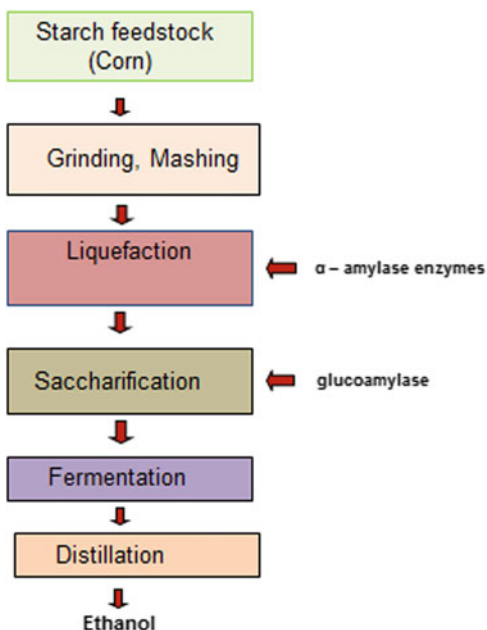 Starch feedstock
(Corn)
Grinding, Mashing
Liquefaction
α – amylase enzymes
Saccharification
glucoamylase
Fermentation
Distillation
Ethanol